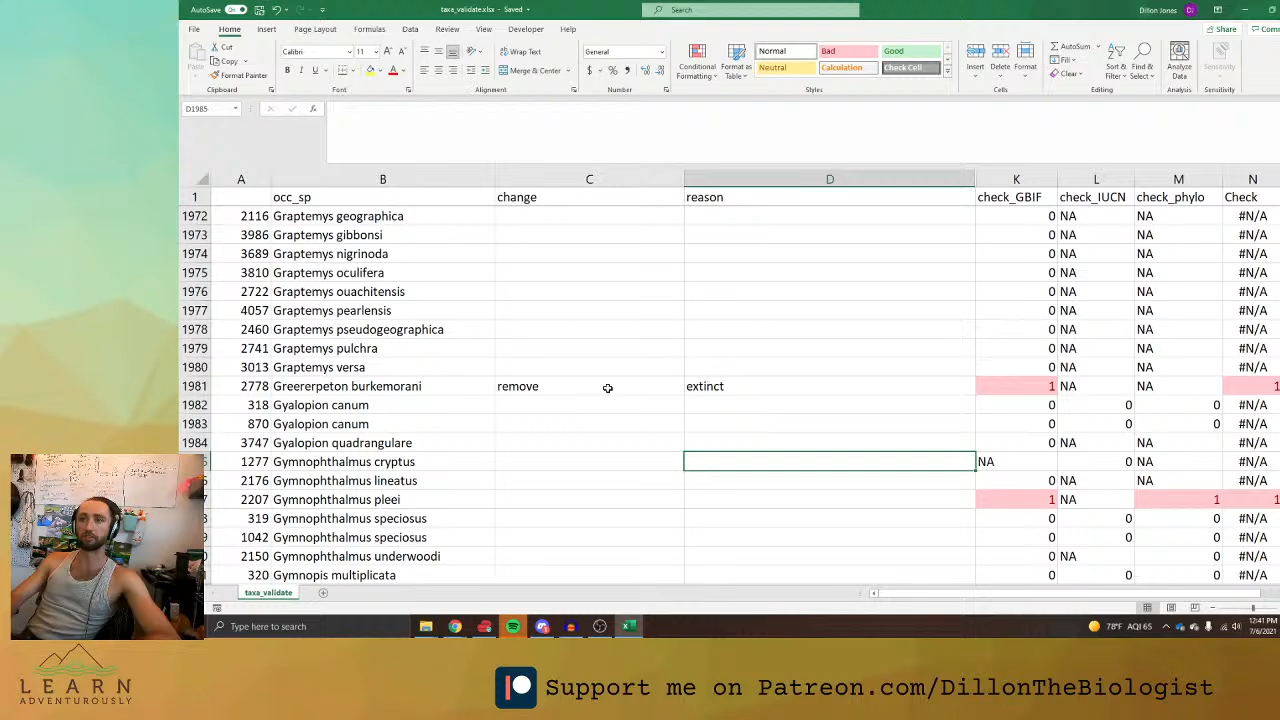 AutoSave On taxa_validate.xlsx - Saved Search Dillon Jones DJ
File Home Insert Page Layout Formulas Data Review View Developer Help Share Com
Cut Calibri 11 Wrap Text General Normal Bad Good AutoSum
Copy Fill
Paste Format Painter Merge & Center Conditional Formatting Format as Table Neutral Calculation Check Cell Insert Delete Format Clear Sort & Filter Find & Select Analyze Data Sensitivity
Clipboard Font Alignment Number Styles Cells Editing Analysis Sensitivity
D1985
A B C D K L M N
1 occ_sp change reason check_GBIF check_IUCN check_phylo Check
1972 2116 Graptemys geographica 0 NA NA #N/A
1973 3986 Graptemys gibbonsi 0 NA NA #N/A
1974 3689 Graptemys nigrinoda 0 NA NA #N/A
1975 3810 Graptemys oculifera 0 NA NA #N/A
1976 2722 Graptemys ouachitensis 0 NA NA #N/A
1977 4057 Graptemys pearlensis 0 NA NA #N/A
1978 2460 Graptemys pseudogeographica 0 NA NA #N/A
1979 2741 Graptemys pulchra 0 NA NA #N/A
1980 3013 Graptemys versa 0 NA NA #N/A
1981 2778 Greererpeton burkemorani remove extinct 1 NA NA 1
1982 318 Gyalopion canum 0 0 0 #N/A
1983 870 Gyalopion canum 0 0 0 #N/A
1984 3747 Gyalopion quadrangulare 0 NA NA #N/A
5 1277 Gymnophthalmus cryptus NA 0 NA #N/A
2176 Gymnophthalmus lineatus 0 NA NA #N/A
7 2207 Gymnophthalmus pleei 1 NA 1 1
319 Gymnophthalmus speciosus 0 0 0 #N/A
1042 Gymnophthalmus speciosus 0 0 0 #N/A
2150 Gymnophthalmus underwoodi 0 NA 0 #N/A
320 Gymnopis multiplicata 0 0 0 #N/A
taxa_validate
Type here to search 78°F AQI 65 12:41 PM
7/6/2021
LEARN
ADVENTUROUSLY
Support me on Patreon.com/DillonTheBiologist